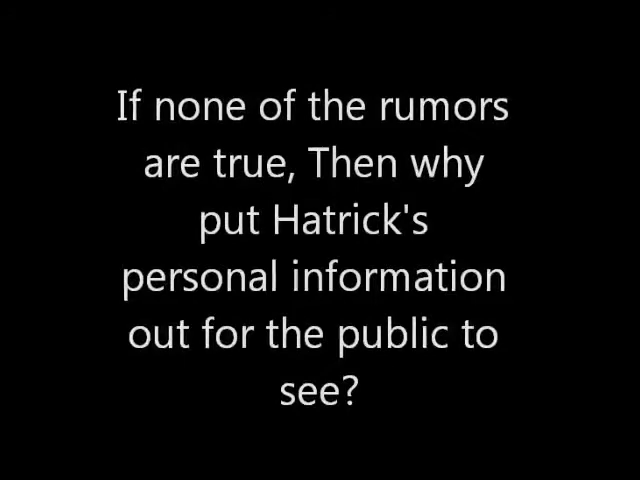 If none of the rumors
are true, Then why
put Hatrick's
personal information
out for the public to
see?